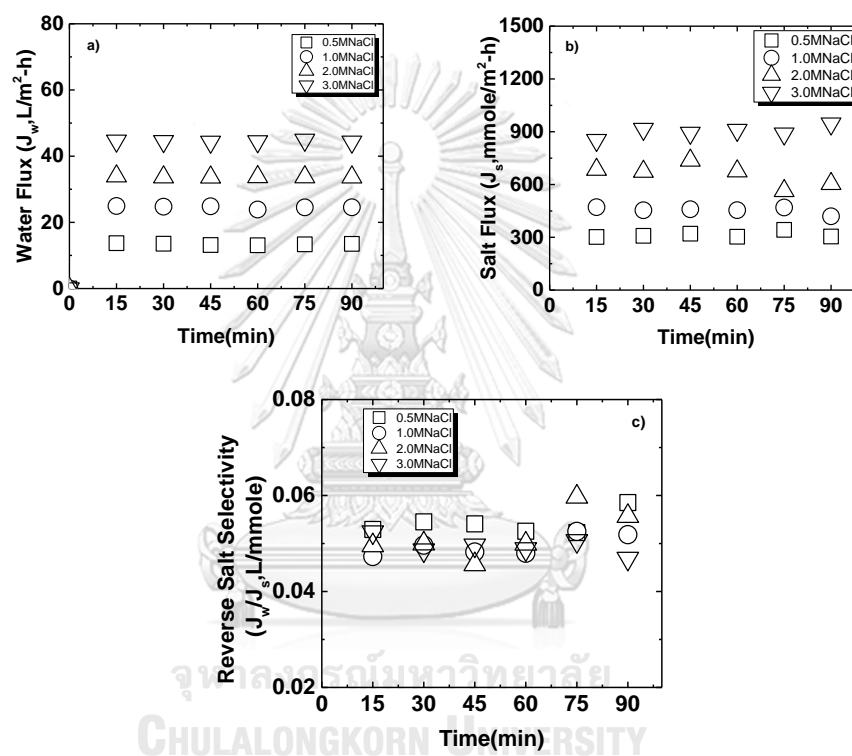 a)
0.5MNaCl
1.0MNaCl
2.0MNaCl
3.0MNaCl
80
60
40
20
0
Water Flux (Jw,L/m²-h)
0 15 30 45 60 75 90
Time(min)
b)
0.5MNaCl
1.0MNaCl
2.0MNaCl
3.0MNaCl
1500
1200
900
600
300
0
Salt Flux (Js,mmole/m²-h)
0 15 30 45 60 75 90
Time(min)
c)
0.5MNaCl
1.0MNaCl
2.0MNaCl
3.0MNaCl
0.08
0.06
0.04
0.02
Reverse Salt Selectivity
(Jw/Js,L/mmole)
0 15 30 45 60 75 90
Time(min)
จุฬาลงกรณ์มหาวิทยาลัย
CHULALONGKORN UNIVERSITY